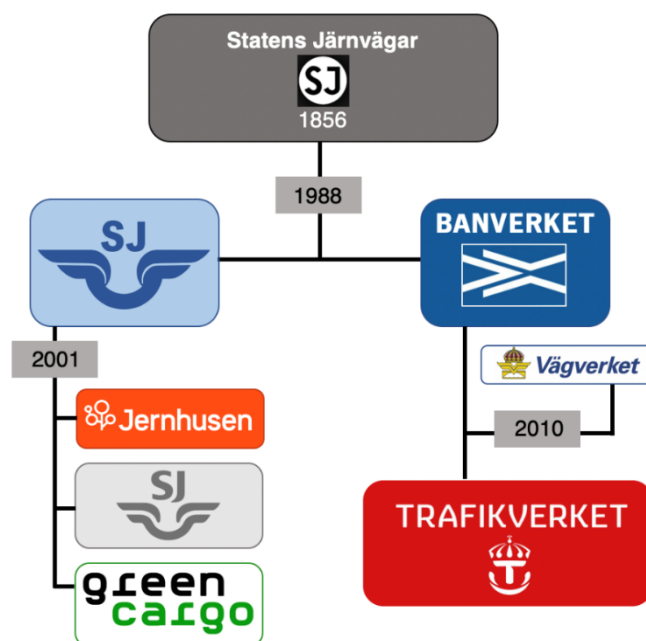 Statens Järnvägar
SJ
1856
1988
SJ
BANVERKET
2001
Vägverket
Jernhusen
2010
SJ
TRAFIKVERKET
T
green
cargo